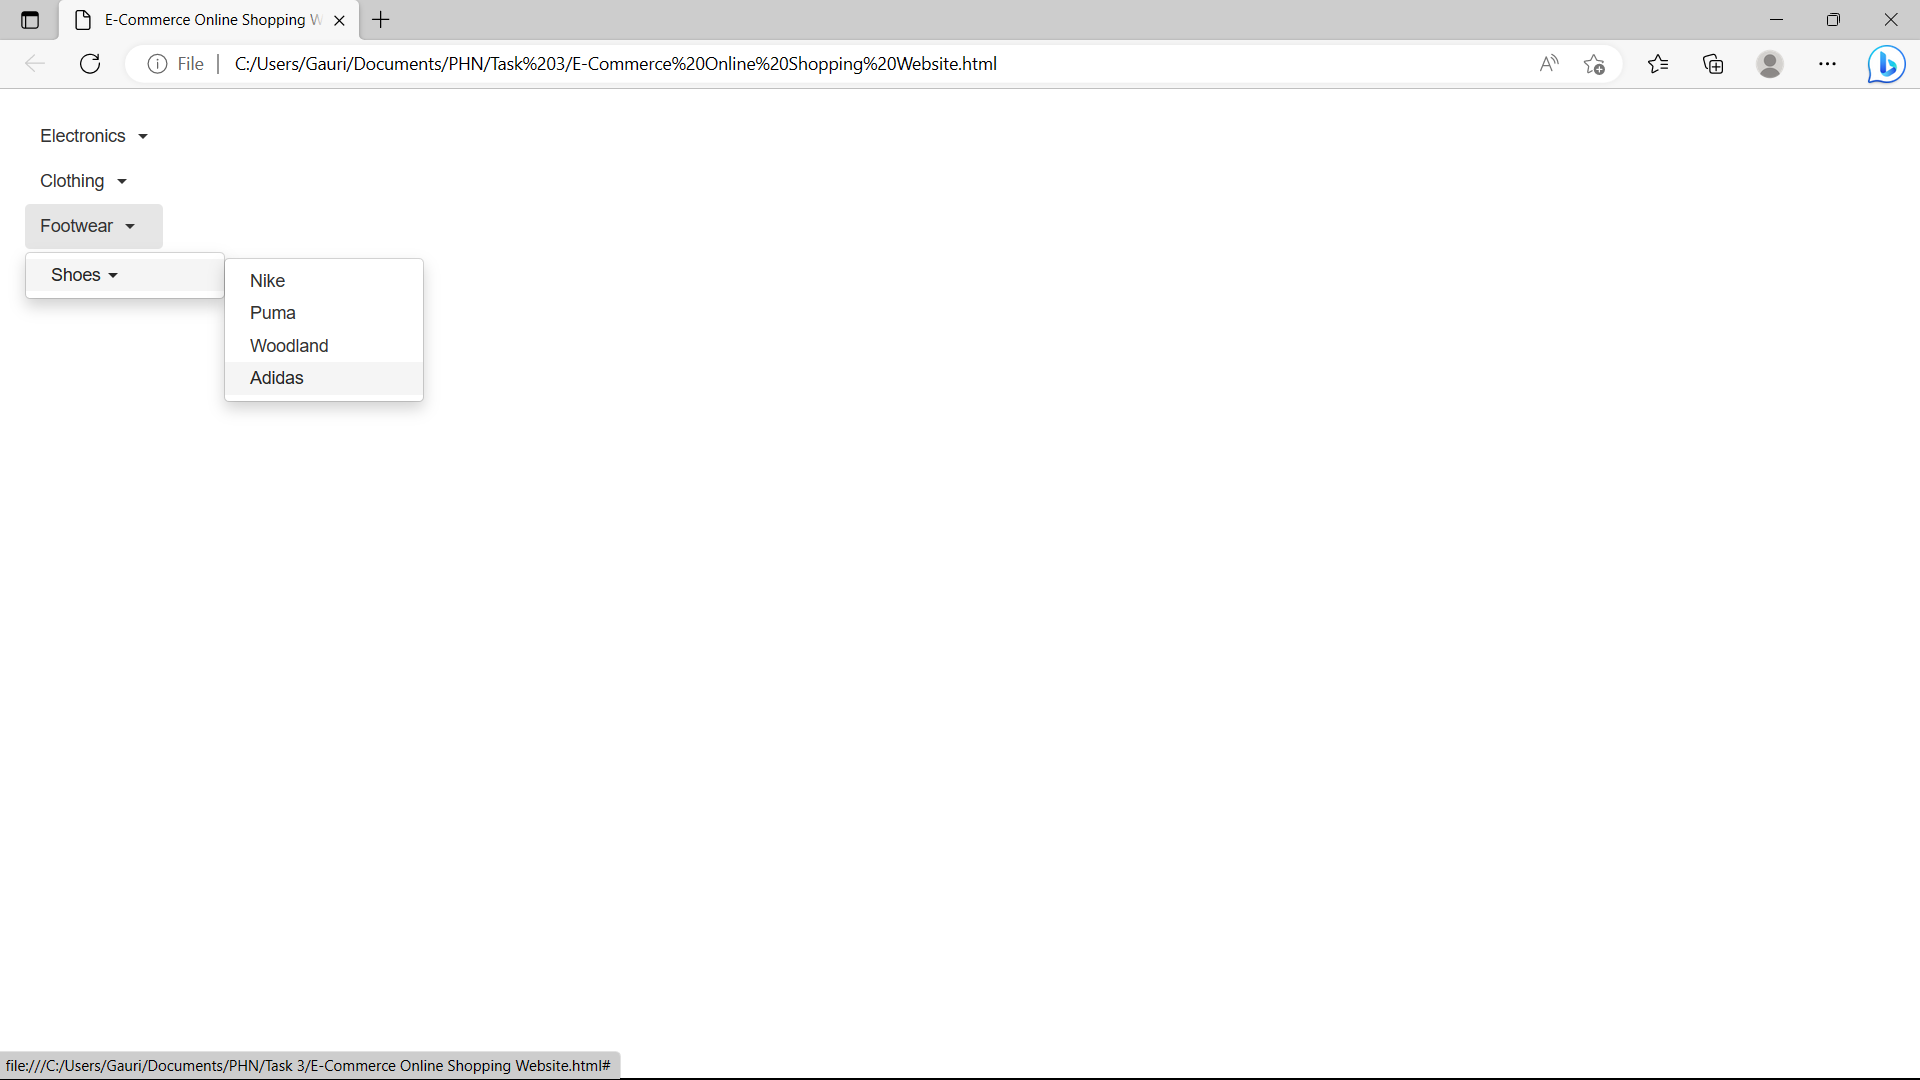 E-Commerce Online Shopping W
File
C:/Users/Gauri/Documents/PHN/Task%203/E-Commerce%20Online%20Shopping%20Website.html
Electronics
Clothing
Footwear
Shoes
Nike
Puma
Woodland
Adidas
file:///C:/Users/Gauri/Documents/PHN/Task 3/E-Commerce Online Shopping Website.html#